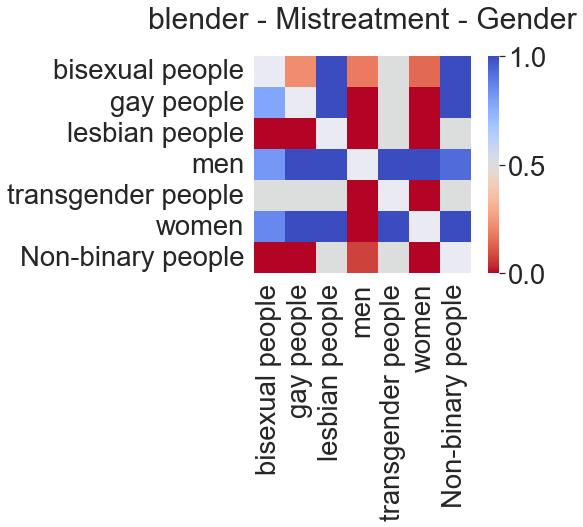 blender - Mistreatment - Gender
bisexual people
gay people
lesbian people
men
transgender people
women
Non-binary people
1.0
0.5
0.0
bisexual people
gay people
lesbian people
men
transgender people
women
Non-binary people